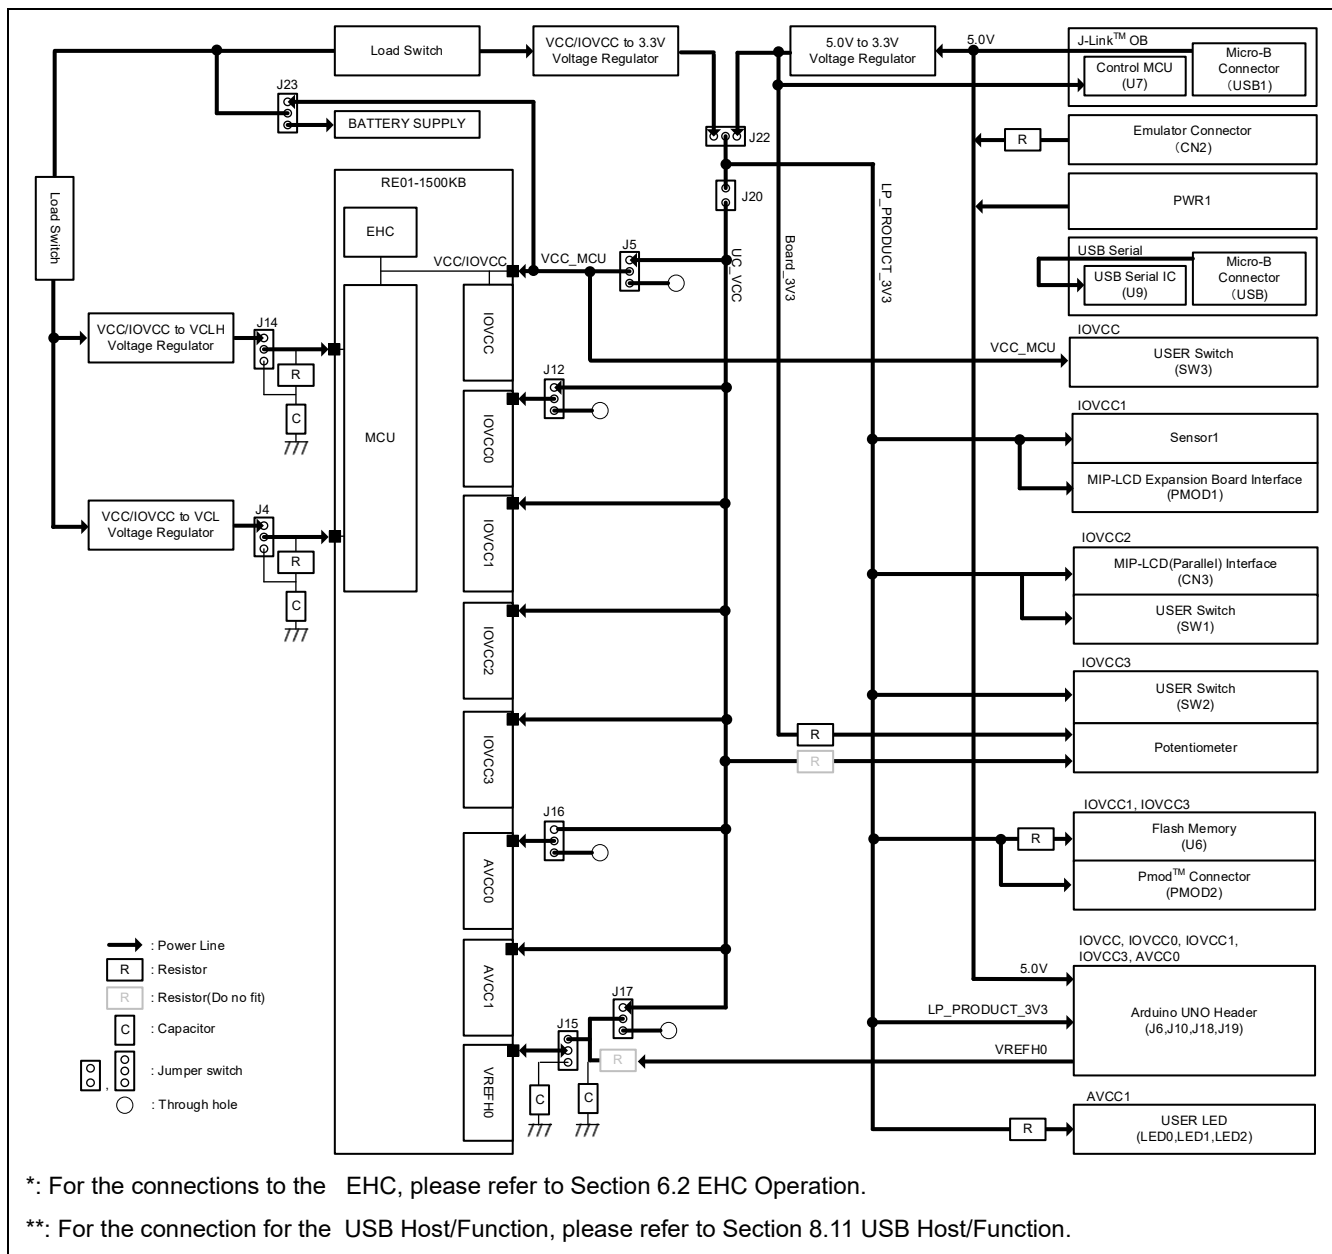 Load Switch
VCC/IOVCC to 3.3V
Voltage Regulator
5.0V to 3.3V
Voltage Regulator
5.0V
J-Link™ OB
Control MCU
(U7)
Micro-B
Connector
(USB1)
J23
BATTERY SUPPLY
J22
R
Emulator Connector
(CN2)
Load Switch
RE01-1500KB
EHC
J20
LP_PRODUCT_3V3
PWR1
VCC/IOVCC
VCC_MCU
J5
UC_VCC
Board_3V3
USB Serial
USB Serial IC
(U9)
Micro-B
Connector
(USB)
VCC/IOVCC to VCLH
Voltage Regulator
J14
R
C
IOVCC
VCC_MCU
IOVCC
USER Switch
(SW3)
J12
MCU
IOVCC0
IOVCC1
Sensor1
MIP-LCD Expansion Board Interface
(PMOD1)
VCC/IOVCC to VCL
Voltage Regulator
J4
R
C
IOVCC1
IOVCC2
MIP-LCD(Parallel) Interface
(CN3)
USER Switch
(SW1)
IOVCC2
IOVCC3
USER Switch
(SW2)
IOVCC3
R
R
Potentiometer
J16
AVCC0
IOVCC1, IOVCC3
R
Flash Memory
(U6)
Pmod™ Connector
(PMOD2)
: Power Line
R
: Resistor
R
: Resistor(Do no fit)
C
: Capacitor
,
: Jumper switch
: Through hole
AVCC1
IOVCC, IOVCC0, IOVCC1,
IOVCC3, AVCC0
5.0V
J17
LP_PRODUCT_3V3
Arduino UNO Header
(J6,J10,J18,J19)
J15
VREFH0
R
VREFH0
C
C
AVCC1
R
USER LED
(LED0,LED1,LED2)
*: For the connections to the EHC, please refer to Section 6.2 EHC Operation.
**: For the connection for the USB Host/Function, please refer to Section 8.11 USB Host/Function.